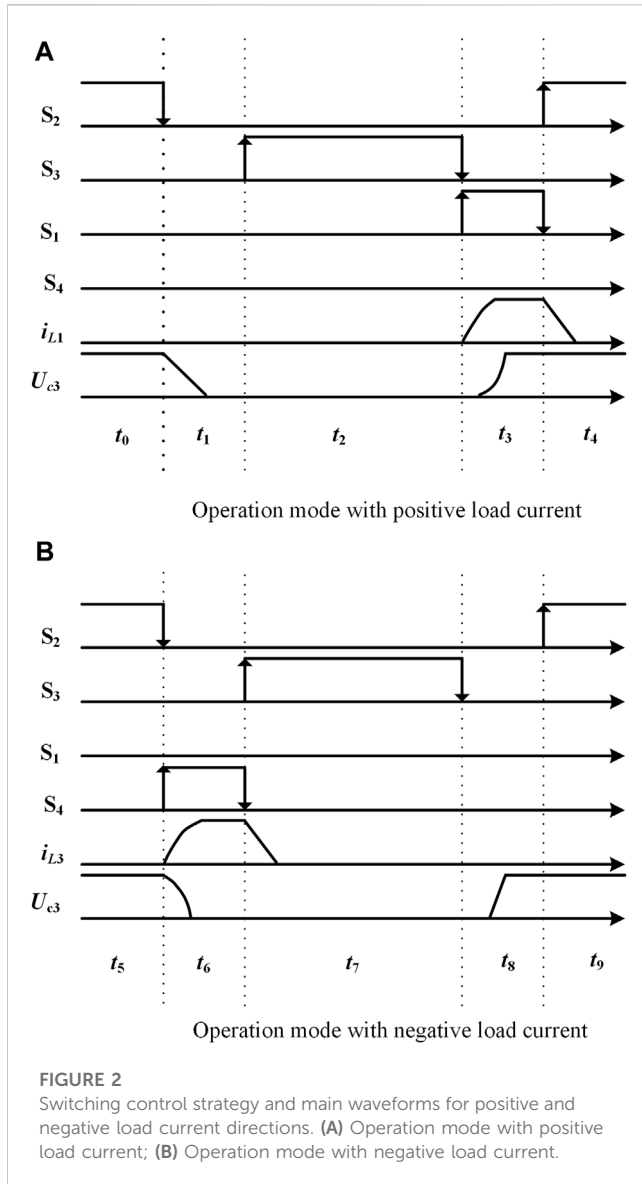 A
S2
S3
S1
S4
iL1
Uc3
t0 t1 t2 t3 t4
Operation mode with positive load current
B
S2
S3
S1
S4
iL3
Uc3
t5 t6 t7 t8 t9
Operation mode with negative load current
FIGURE 2
Switching control strategy and main waveforms for positive and
negative load current directions. (A) Operation mode with positive
load current; (B) Operation mode with negative load current.